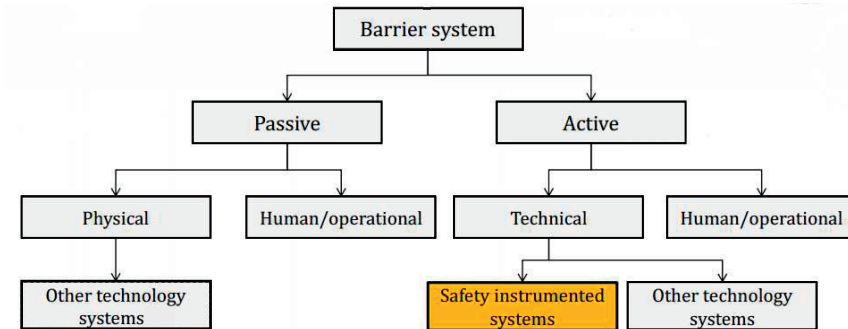 Barrier system
Passive
Active
Physical
Human/operational
Technical
Human/operational
Other technology
systems
Safety instrumented
systems
Other technology
systems